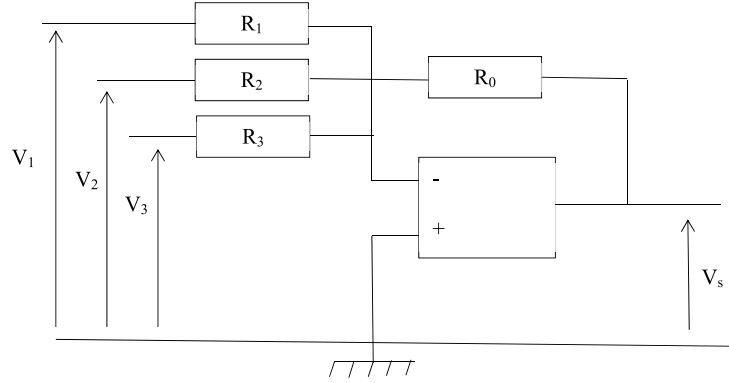 R₁
R₂
R₀
R₃
V₁
V₂
V₃
-
+
Vₛ